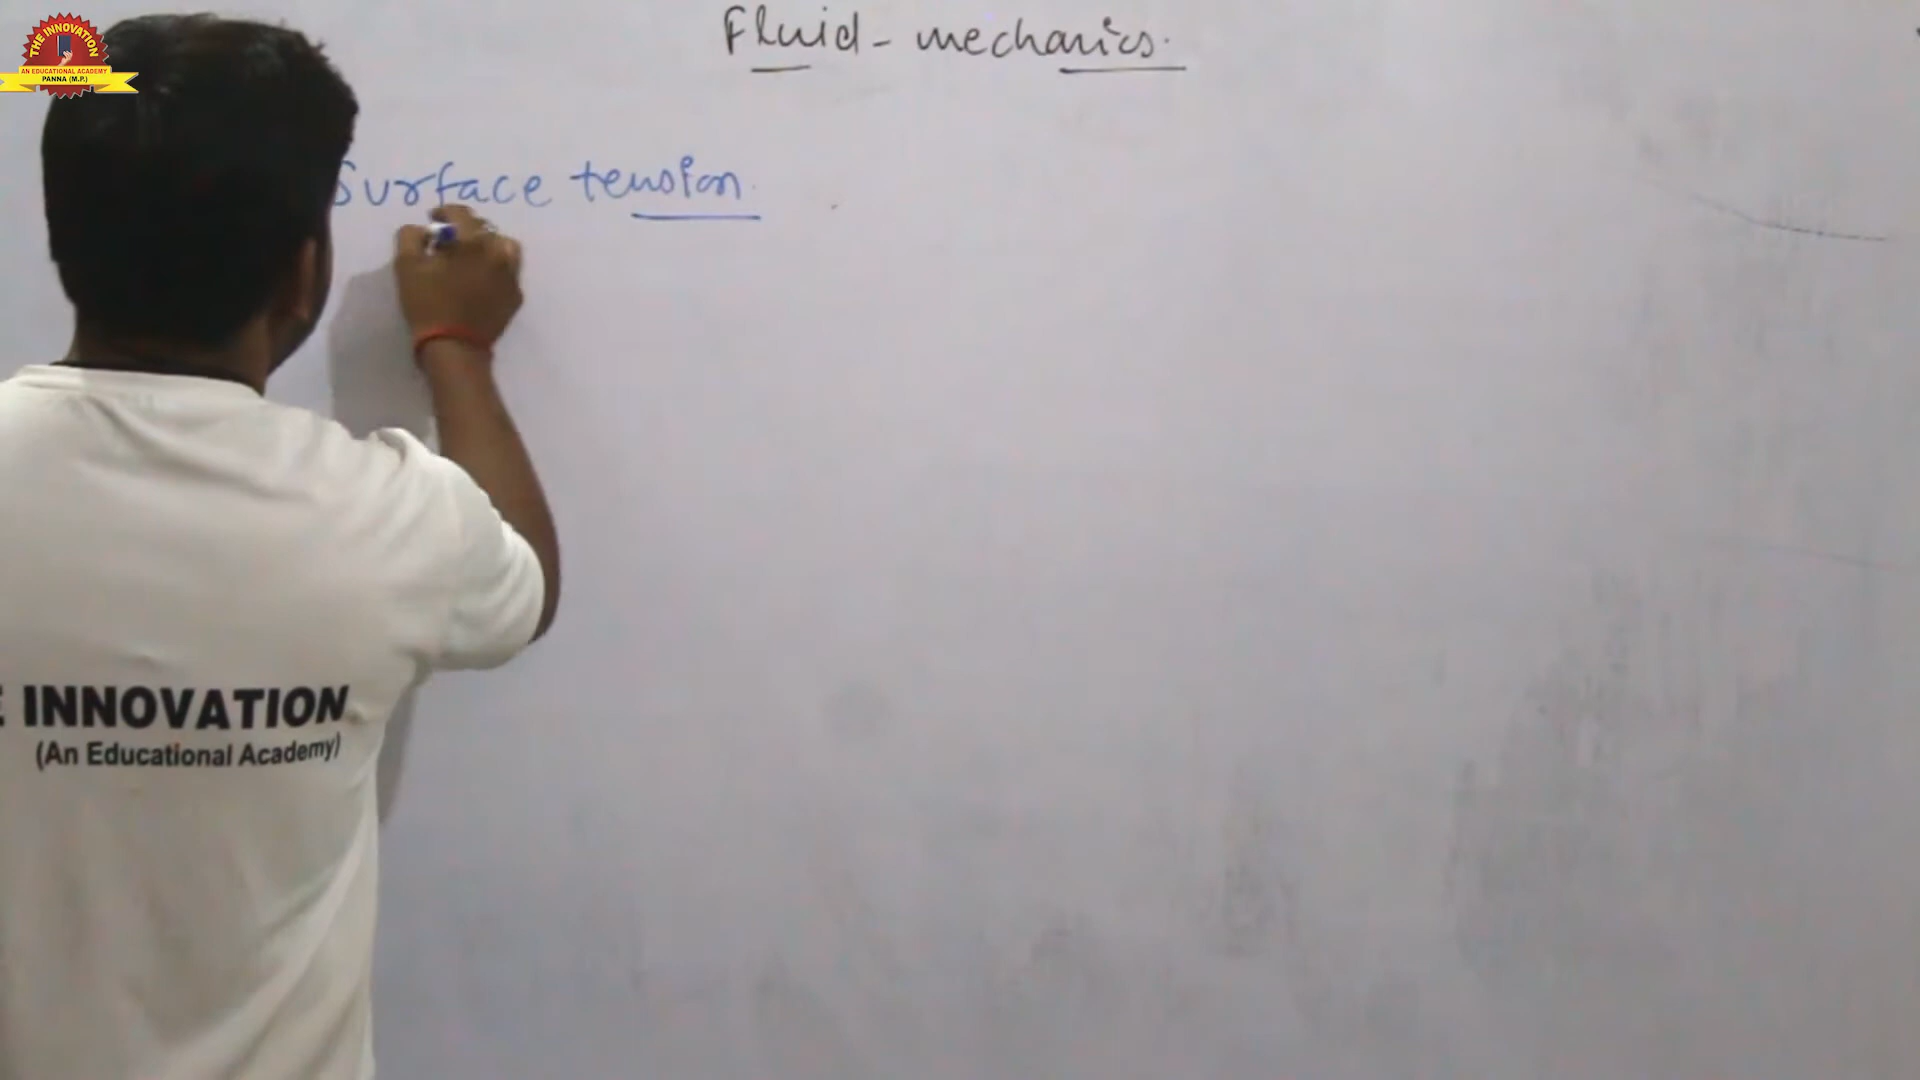 THE INNOVATION
AN EDUCATIONAL ACADEMY
PANNA (M.P.)
Fluid - mechanics.
Surface tension.
E INNOVATION
(An Educational Academy)